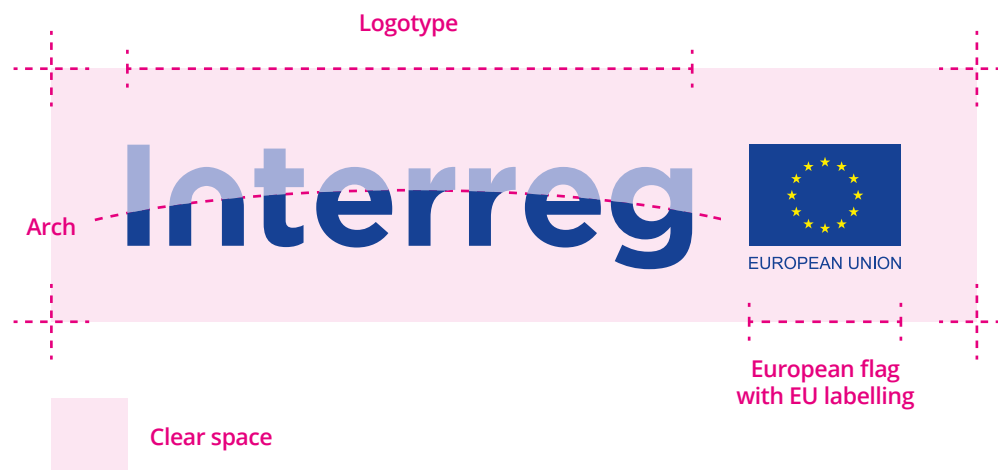 Logotype
Interreg
Arch
EUROPEAN UNION
European flag
with EU labelling
Clear space